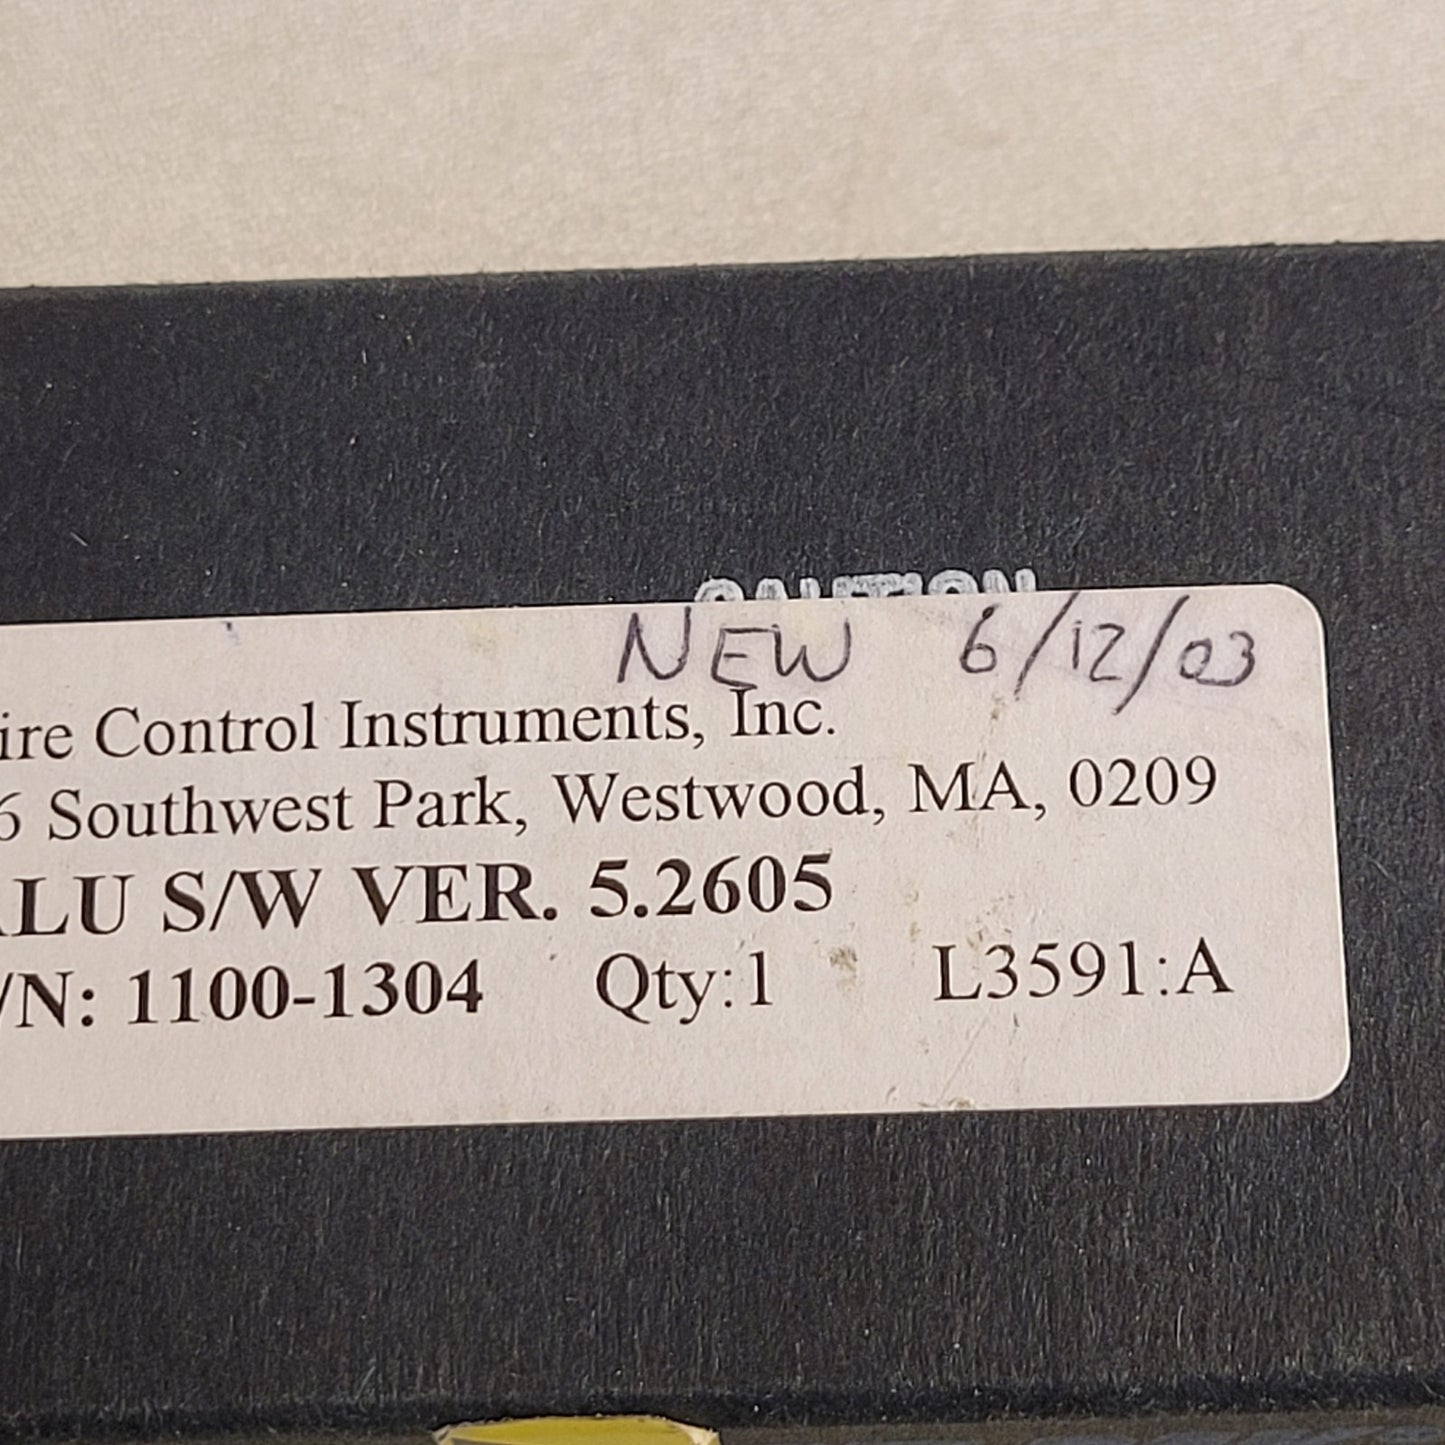 CAUTION
NEW 6/12/03
ire Control Instruments, Inc.
6 Southwest Park, Westwood, MA, 0209
ALU S/W VER. 5.2605
/N: 1100-1304 Qty:1 L3591:A